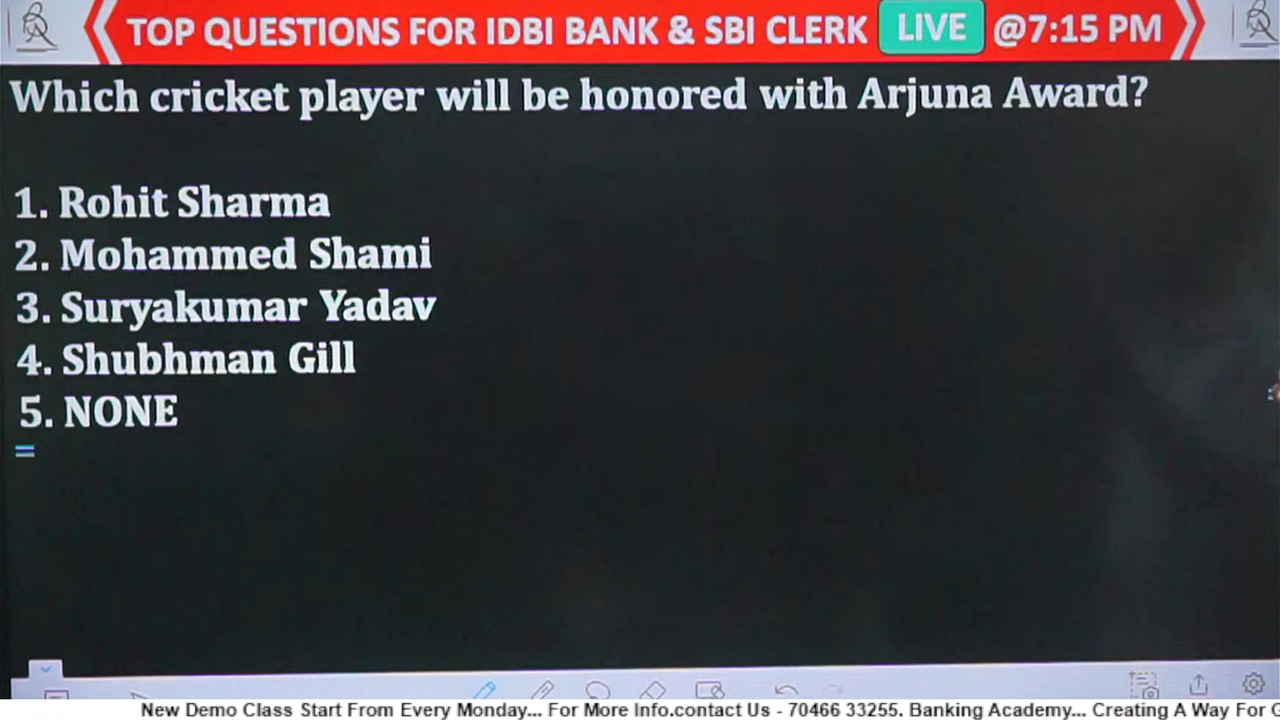 TOP QUESTIONS FOR IDBI BANK & SBI CLERK LIVE @7:15 PM
Which cricket player will be honored with Arjuna Award?
1. Rohit Sharma
2. Mohammed Shami
3. Suryakumar Yadav
4. Shubhman Gill
5. NONE
=
New Demo Class Start From Every Monday... For More Info.contact Us - 70466 33255. Banking Academy... Creating A Way For G